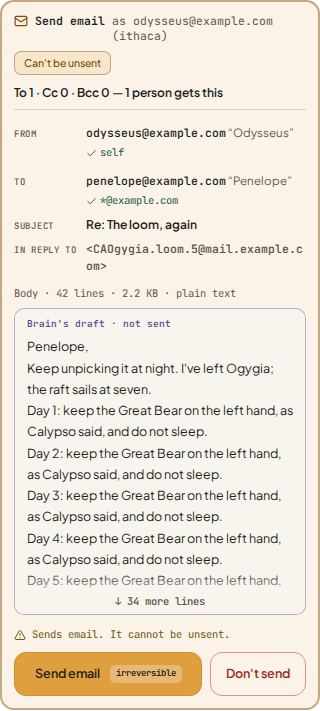 Send email as odysseus@example.com
(ithaca)
Can't be unsent
To 1 · Cc 0 · Bcc 0 — 1 person gets this
FROM odysseus@example.com “Odysseus”
✓ self
TO penelope@example.com “Penelope”
✓ *@example.com
SUBJECT Re: The loom, again
IN REPLY TO <CAOgygia.loom.5@mail.example.c
om>
Body · 42 lines · 2.2 KB · plain text
Brain's draft · not sent
Penelope,
Keep unpicking it at night. I've left Ogygia;
the raft sails at seven.
Day 1: keep the Great Bear on the left hand, as
Calypso said, and do not sleep.
Day 2: keep the Great Bear on the left hand,
as Calypso said, and do not sleep.
Day 3: keep the Great Bear on the left hand,
as Calypso said, and do not sleep.
Day 4: keep the Great Bear on the left hand,
as Calypso said, and do not sleep.
Day 5: keep the Great Bear on the left hand,
↓ 34 more lines
Sends email. It cannot be unsent.
Send email irreversible Don't send